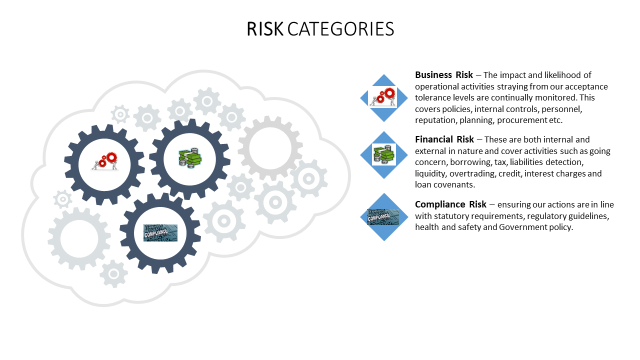 RISK CATEGORIES
Business Risk – The impact and likelihood of
operational activities straying from our acceptance
tolerance levels are continually monitored. This
covers policies, internal controls, personnel,
reputation, planning, procurement etc.
Financial Risk – These are both internal and
external in nature and cover activities such as going
concern, borrowing, tax, liabilities detection,
liquidity, overtrading, credit, interest charges and
loan covenants.
Compliance Risk – ensuring our actions are in line
with statutory requirements, regulatory guidelines,
health and safety and Government policy.
COMPLIANCE
COMPLIANCE